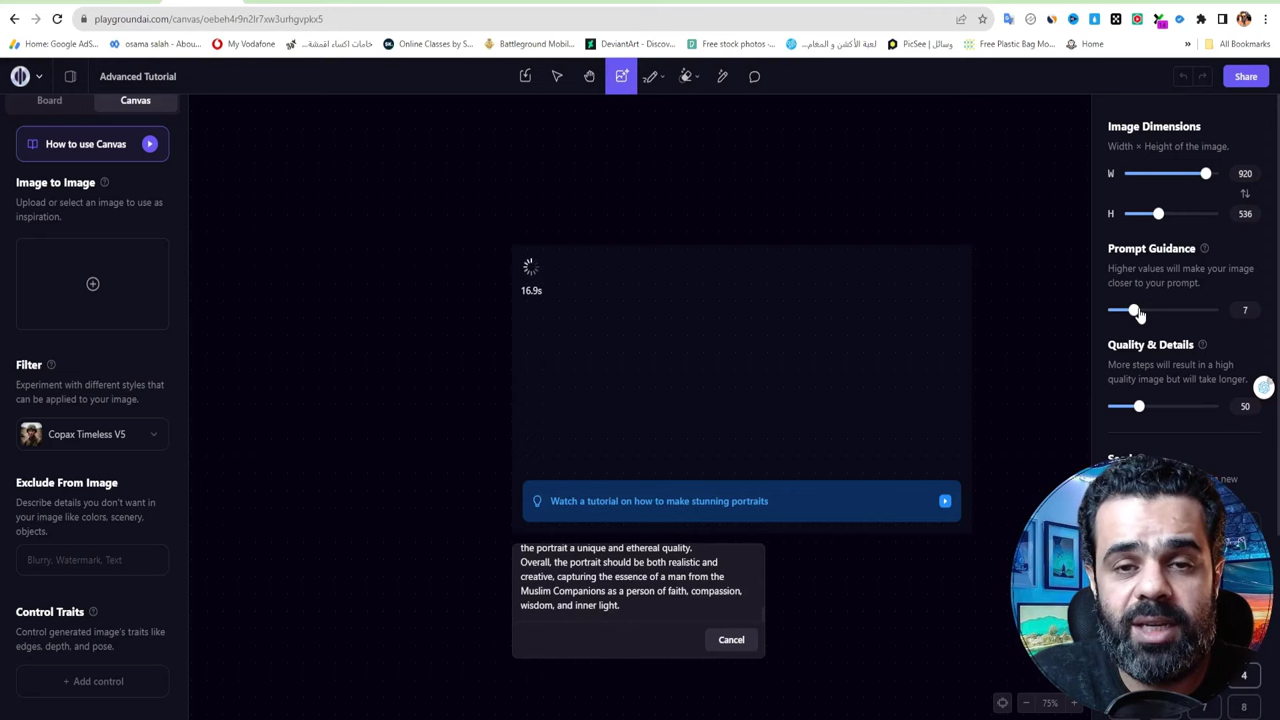 playgroundai.com/canvas/oebeh4r9n2lr7xw3urhgvpkx5
Home: Google AdS...
osama salah - Abou...
My Vodafone
خامات اكساء اقمشة...
Online Classes by S...
Battleground Mobil...
DeviantArt - Discov...
Free stock photos ·...
لعبة الأكشن و المغام...
PicSee | وسائل...
Free Plastic Bag Mo...
Home
»
All Bookmarks
Advanced Tutorial
Share
Board
Canvas
How to use Canvas
Image to Image
Upload or select an image to use as
inspiration.
Filter
Experiment with different styles that
can be applied to your image.
Copax Timeless V5
Exclude From Image
Describe details you don't want in
your image like colors, scenery,
objects.
Blurry, Watermark, Text
Control Traits
Control generated image's traits like
edges, depth, and pose.
+ Add control
16.9s
Watch a tutorial on how to make stunning portraits
the portrait a unique and ethereal quality.
Overall, the portrait should be both realistic and
creative, capturing the essence of a man from the
Muslim Companions as a person of faith, compassion,
wisdom, and inner light.
Cancel
Image Dimensions
Width × Height of the image.
W
920
H
536
Prompt Guidance
Higher values will make your image
closer to your prompt.
7
Quality & Details
More steps will result in a high
quality image but will take longer.
50
new
4
7
8
75%